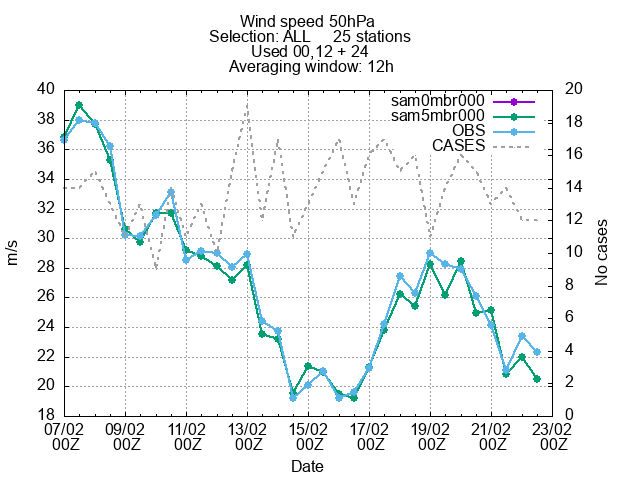 Wind speed 50hPa
Selection: ALL 25 stations
Used 00,12 + 24
Averaging window: 12h
sam0mbr000
sam5mbr000
OBS
CASES
40
38
36
34
32
30
28
26
24
22
20
18
m/s
20
18
16
14
12
10
8
6
4
2
0
No cases
07/02 09/02 11/02 13/02 15/02 17/02 19/02 21/02 23/02
00Z 00Z 00Z 00Z 00Z 00Z 00Z 00Z 00Z
Date